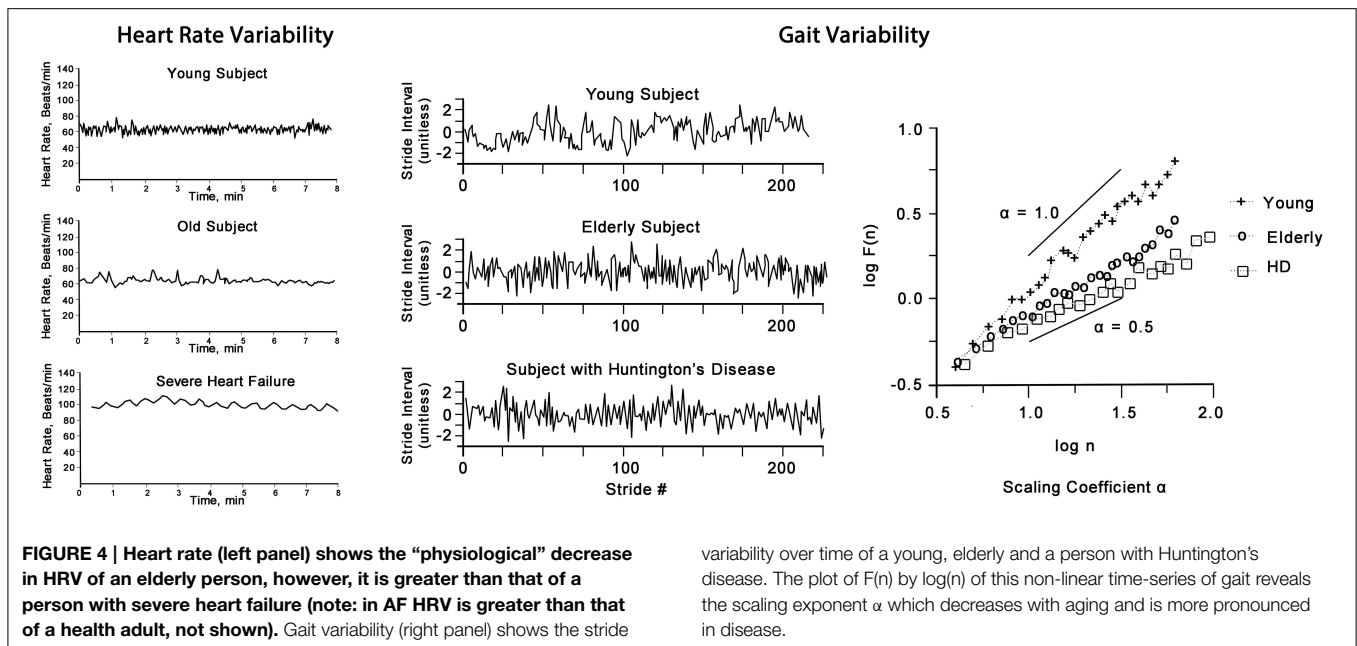 Heart Rate Variability
Gait Variability
Young Subject
Heart Rate, Beats/min
140
120
100
80
60
40
20
0 1 2 3 4 5 6 7 8
Time, min
Old Subject
Heart Rate, Beats/min
140
120
100
80
60
40
20
0 1 2 3 4 5 6 7 8
Time, min
Severe Heart Failure
Heart Rate, Beats/min
140
120
100
80
60
40
20
0 1 2 3 4 5 6 7 8
Time, min
Young Subject
Stride Interval
(unitless)
2
0
-2
0 100 200
Elderly Subject
Stride Interval
(unitless)
2
0
-2
0 100 200
Subject with Huntington's Disease
Stride Interval
(unitless)
2
0
-2
0 100 200
Stride #
log F(n)
1.0
0.5
0.0
-0.5
α = 1.0
α = 0.5
0.5 1.0 1.5 2.0
log n
Scaling Coefficient α
Young
Elderly
HD
FIGURE 4 | Heart rate (left panel) shows the “physiological” decrease
in HRV of an elderly person, however, it is greater than that of a
person with severe heart failure (note: in AF HRV is greater than that
of a health adult, not shown). Gait variability (right panel) shows the stride
variability over time of a young, elderly and a person with Huntington’s
disease. The plot of F(n) by log(n) of this non-linear time-series of gait reveals
the scaling exponent α which decreases with aging and is more pronounced
in disease.